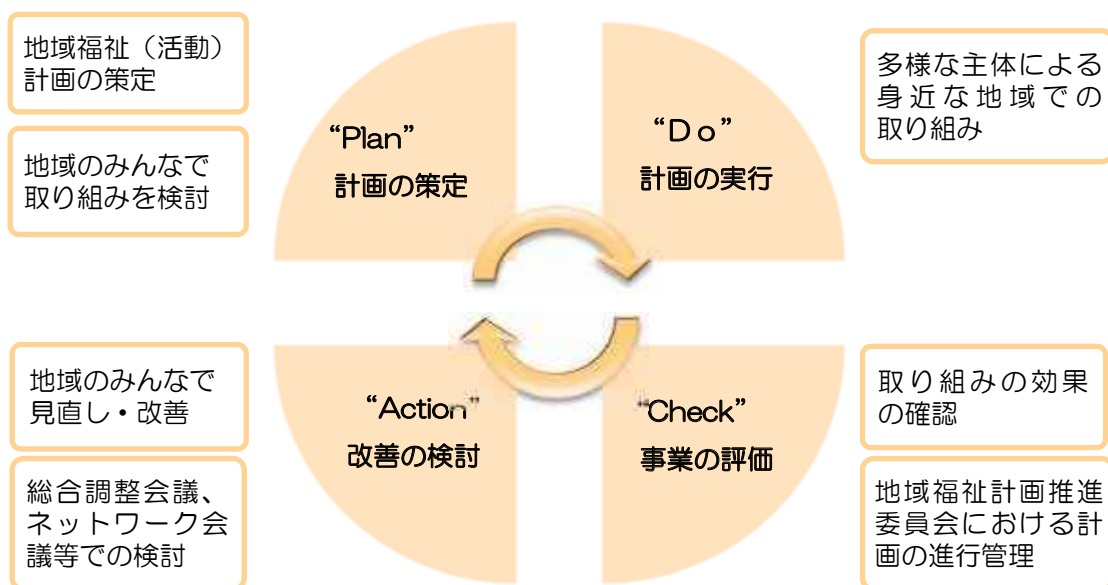 地域福祉（活動）
計画の策定
地域のみんなで
取り組みを検討
“Plan”
計画の策定
“Ｄｏ”
計画の実行
多様な主体による
身近な地域での
取り組み
地域のみんなで
見直し・改善
総合調整会議、
ネットワーク会
議等での検討
“Action”
改善の検討
“Check”
事業の評価
取り組みの効果
の確認
地域福祉計画推進
委員会における計
画の進行管理